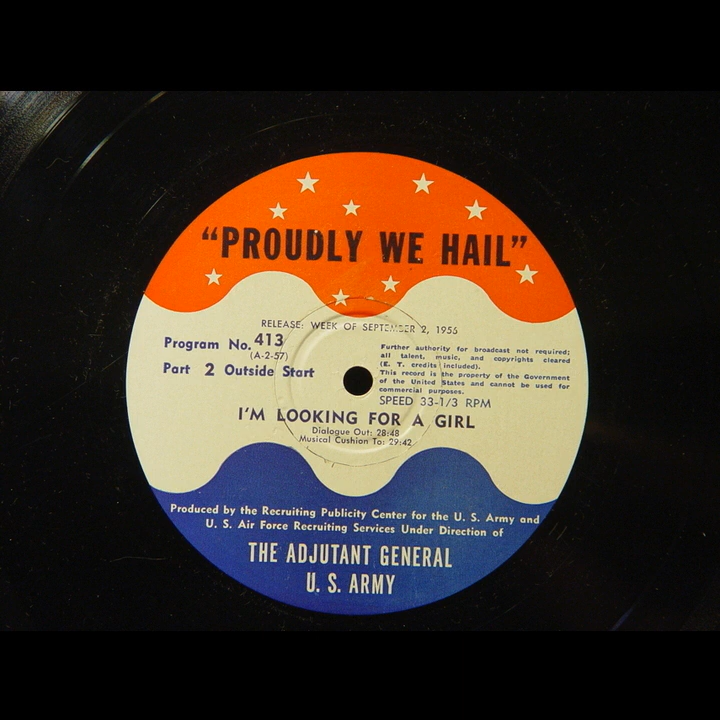 “PROUDLY WE HAIL”
RELEASE: WEEK OF SEPTEMBER 2, 1956
Program No. 413
(A-2-57)
Part 2 Outside Start
Further authority for broadcast not required;
all talent, music, and copyrights cleared
(E. T. credits included).
This record is the property of the Government
of the United States and cannot be used for
commercial purposes.
SPEED 33-1/3 RPM
I'M LOOKING FOR A GIRL
Dialogue Out: 28:48
Musical Cushion To: 29:42
Produced by the Recruiting Publicity Center for the U. S. Army and
U. S. Air Force Recruiting Services Under Direction of
THE ADJUTANT GENERAL
U. S. ARMY